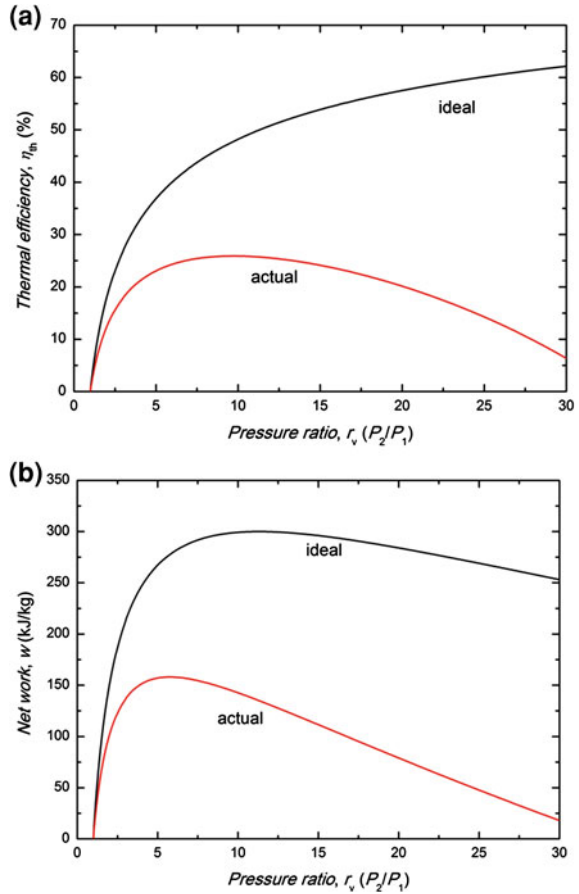 (a)
Thermal efficiency, ηth (%)
70
60
50
40
30
20
10
0
ideal
actual
0 5 10 15 20 25 30
Pressure ratio, rv (P2/P1)
(b)
Net work, w (kJ/kg)
350
300
250
200
150
100
50
0
ideal
actual
0 5 10 15 20 25 30
Pressure ratio, rv (P2/P1)